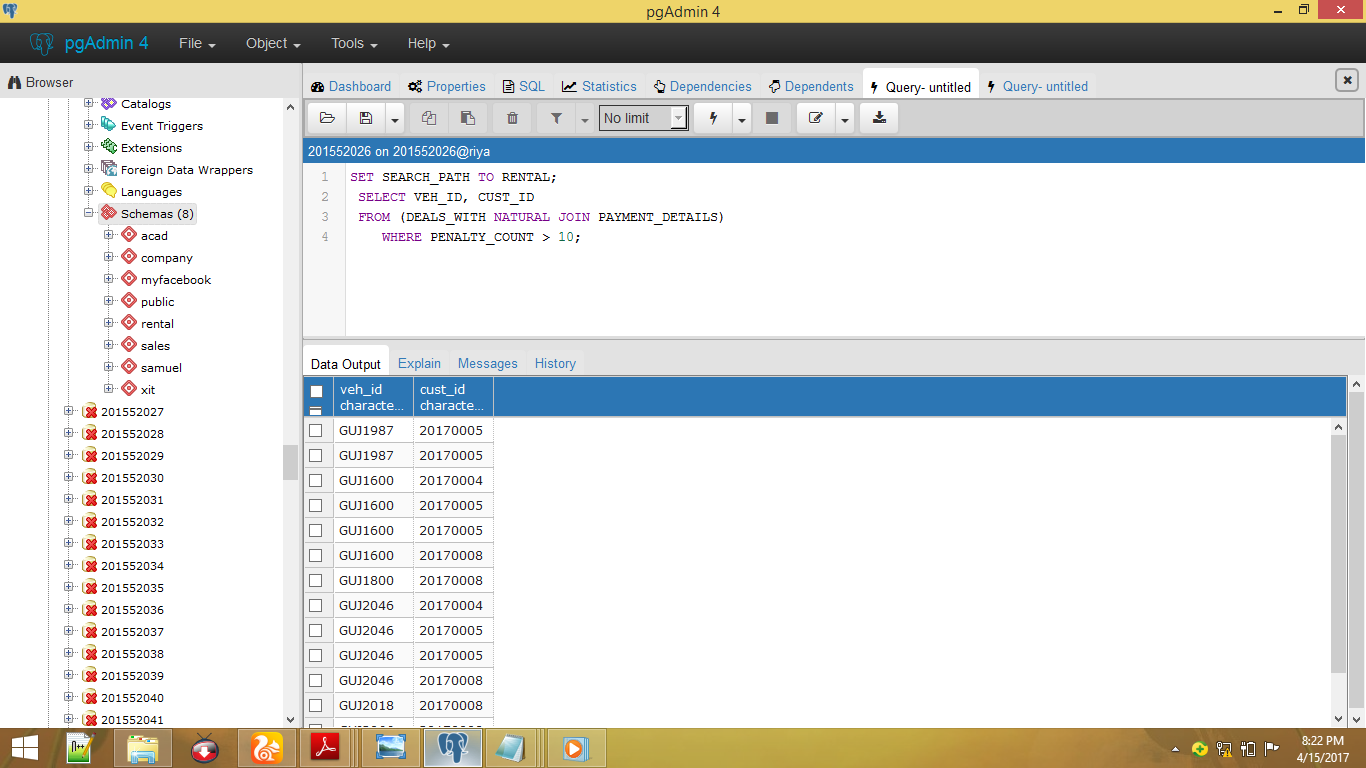 pgAdmin 4
pgAdmin 4 File Object Tools Help
Browser
Catalogs
Event Triggers
Extensions
Foreign Data Wrappers
Languages
Schemas (8)
acad
company
myfacebook
public
rental
sales
samuel
xit
201552027
201552028
201552029
201552030
201552031
201552032
201552033
201552034
201552035
201552036
201552037
201552038
201552039
201552040
201552041
Dashboard Properties SQL Statistics Dependencies Dependents Query- untitled Query- untitled
No limit
201552026 on 201552026@riya
1 SET SEARCH_PATH TO RENTAL;
2 SELECT VEH_ID, CUST_ID
3 FROM (DEALS_WITH NATURAL JOIN PAYMENT_DETAILS)
4 WHERE PENALTY_COUNT > 10;
Data Output Explain Messages History
veh_id cust_id
characte... characte...
GUJ1987 20170005
GUJ1987 20170005
GUJ1600 20170004
GUJ1600 20170005
GUJ1600 20170005
GUJ1600 20170008
GUJ1800 20170008
GUJ2046 20170004
GUJ2046 20170005
GUJ2046 20170005
GUJ2046 20170008
GUJ2018 20170008
8:22 PM
4/15/2017